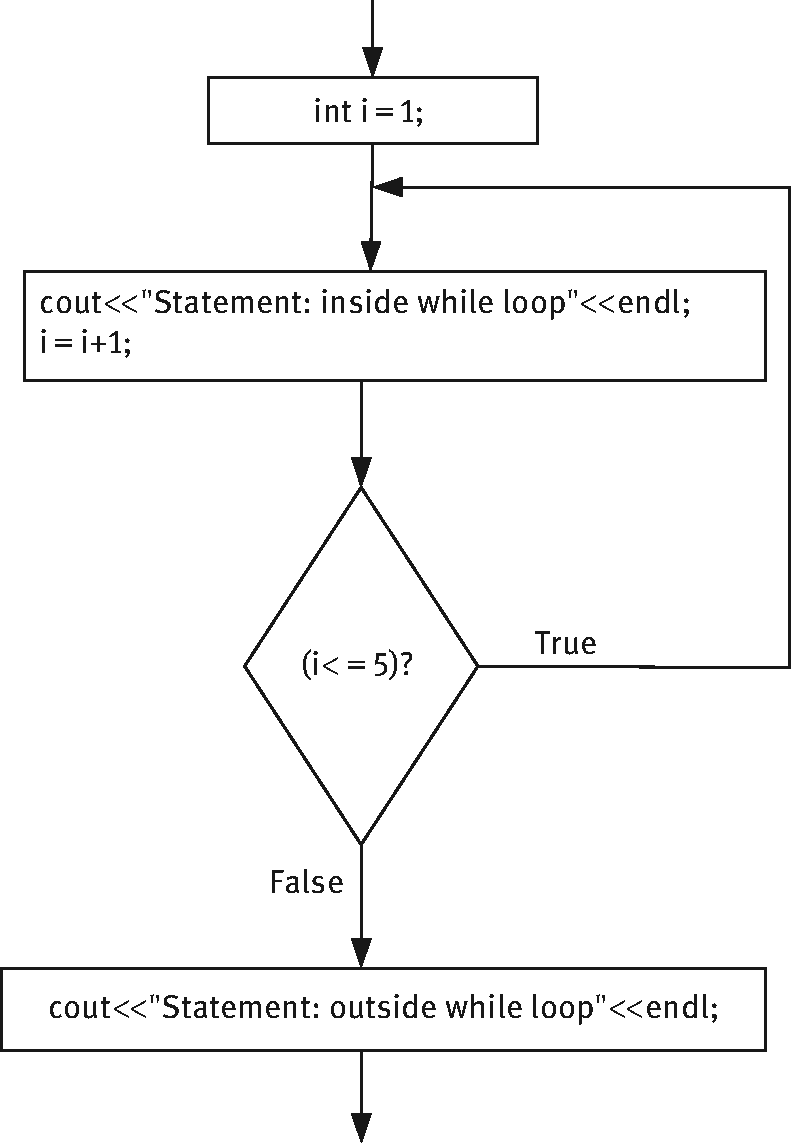 int i = 1;
cout<<"Statement: inside while loop"<<endl;
i = i+1;
(i< = 5)?
True
False
cout<<"Statement: outside while loop"<<endl;